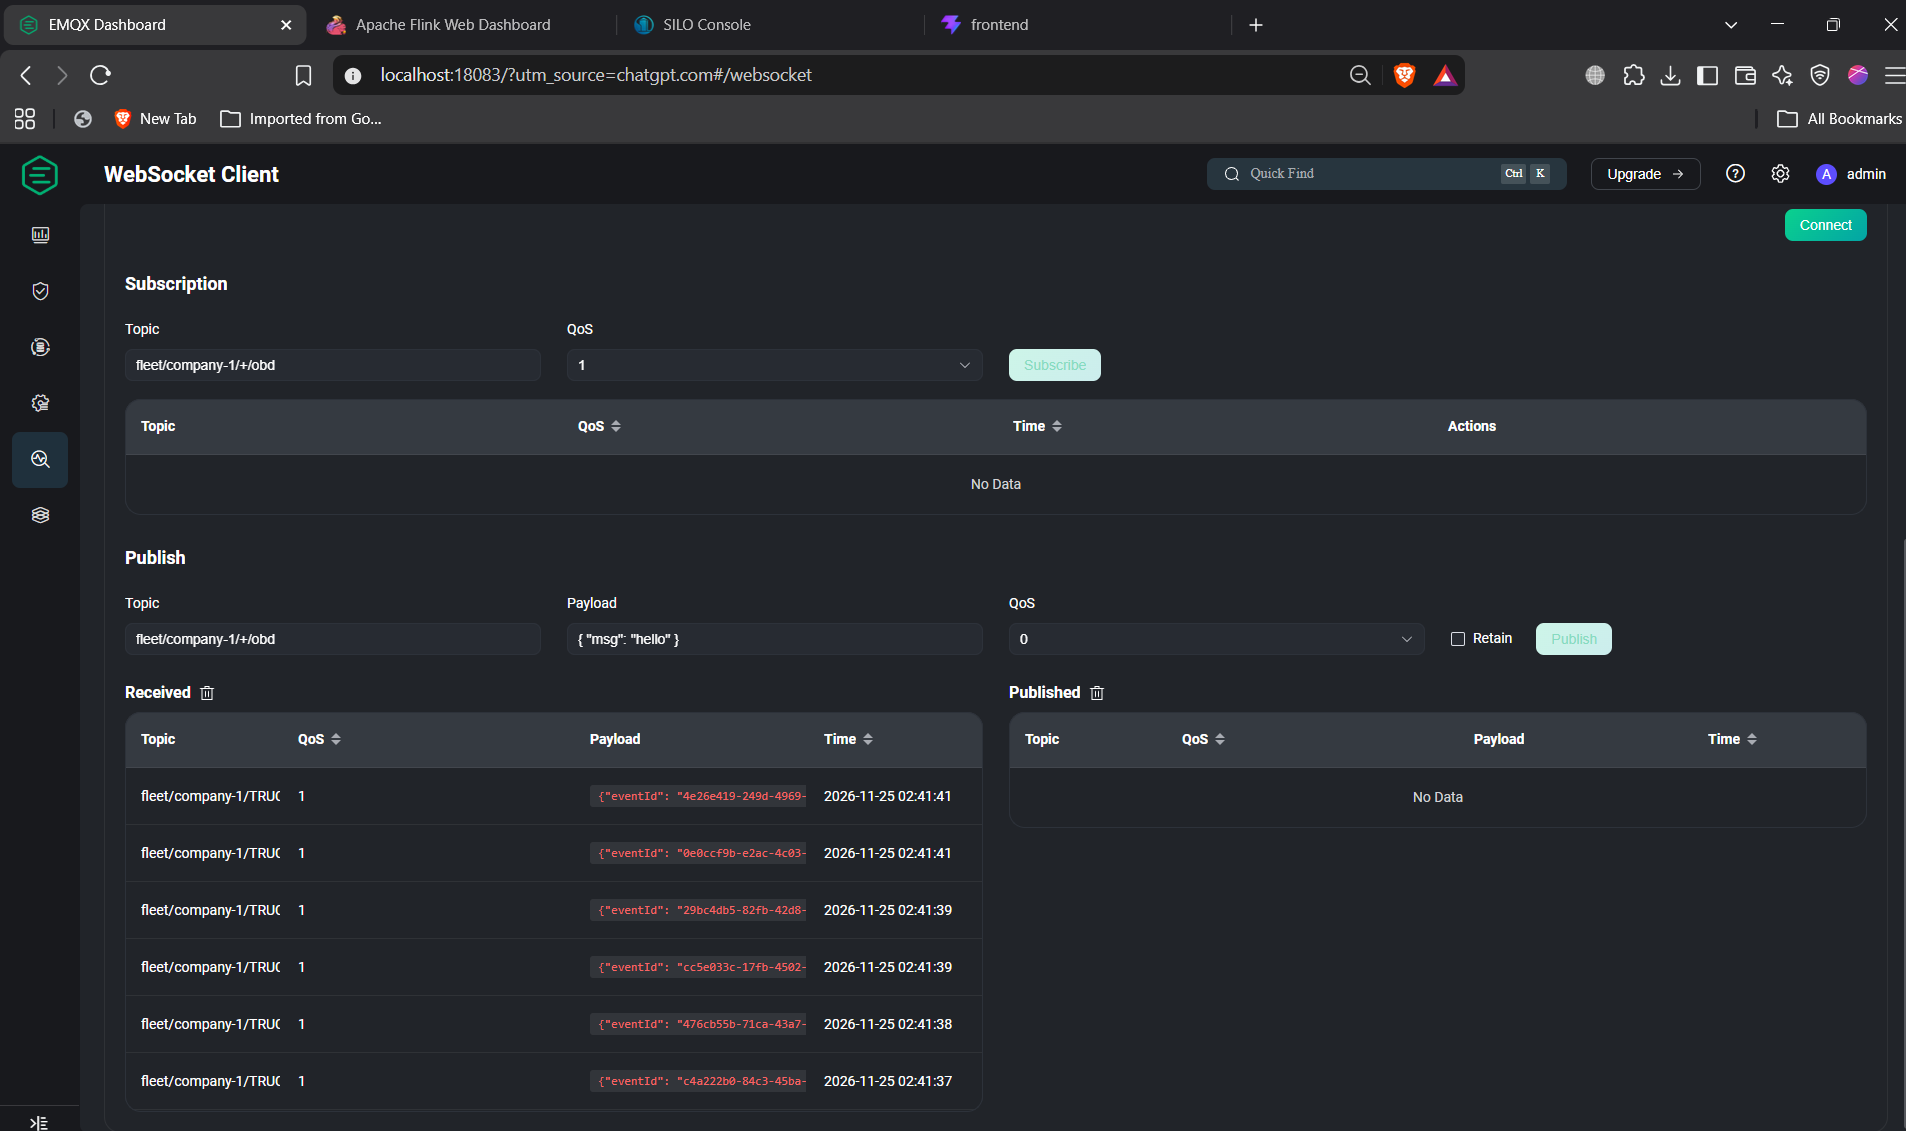 EMQX Dashboard
Apache Flink Web Dashboard
SILO Console
frontend
localhost:18083/?utm_source=chatgpt.com#/websocket
New Tab
Imported from Go...
All Bookmarks
WebSocket Client
Quick Find
Ctrl K
Upgrade →
A admin
Connect
Subscription
Topic QoS
fleet/company-1/+/obd 1 Subscribe
Topic QoS Time Actions
No Data
Publish
Topic Payload QoS
fleet/company-1/+/obd { "msg": "hello" } 0 Retain Publish
Received Published
Topic QoS Payload Time Topic QoS Payload Time
fleet/company-1/TRUC 1 {"eventId": "4e26e419-249d-4969- 2026-11-25 02:41:41
No Data
fleet/company-1/TRUC 1 {"eventId": "0e0ccf9b-e2ac-4c03- 2026-11-25 02:41:41
fleet/company-1/TRUC 1 {"eventId": "29bc4db5-82fb-42d8- 2026-11-25 02:41:39
fleet/company-1/TRUC 1 {"eventId": "cc5e033c-17fb-4502- 2026-11-25 02:41:39
fleet/company-1/TRUC 1 {"eventId": "476cb55b-71ca-43a7- 2026-11-25 02:41:38
fleet/company-1/TRUC 1 {"eventId": "c4a222b0-84c3-45ba- 2026-11-25 02:41:37